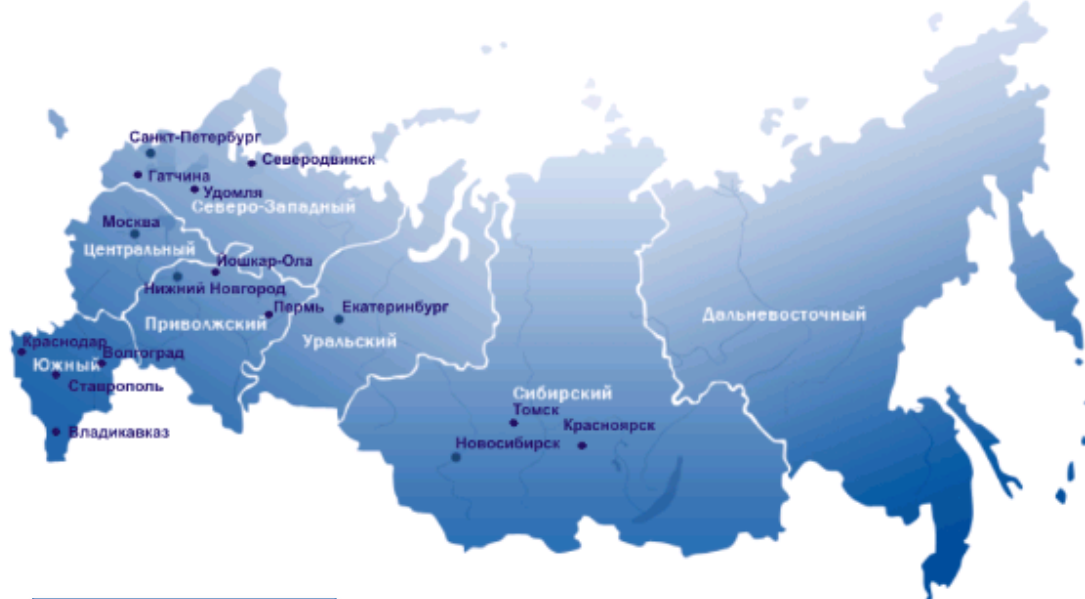 Санкт-Петербург
Северодвинск
Гатчина
Удомля
Северо-Западный
Москва
Центральный
Йошкар-Ола
Нижний Новгород
Пермь
Екатеринбург
Приволжский
Уральский
Дальневосточный
Краснодар
Волгоград
Южный
Ставрополь
Сибирский
Томск
Красноярск
Владикавказ
Новосибирск